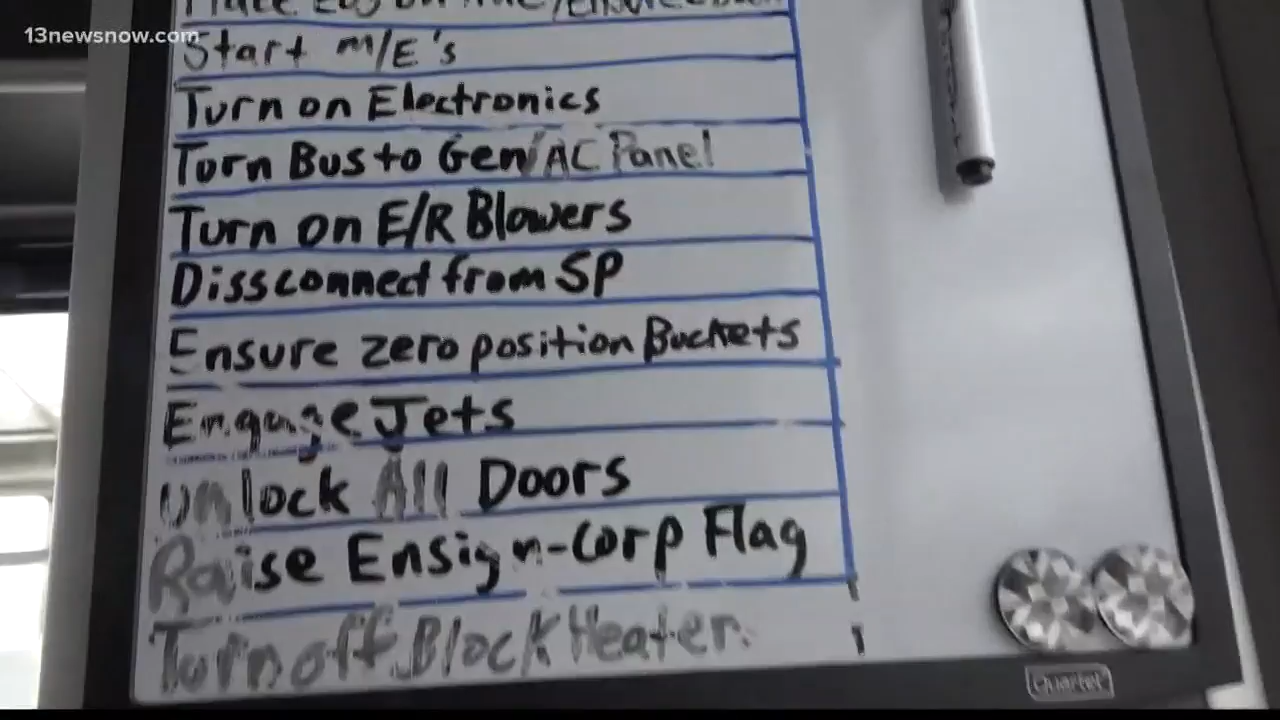 13newsnow.com
Start M/E's
Turn on Electronics
Turn Bus to Gen/AC Panel
Turn on E/R Blowers
Dissconnect from SP
Ensure zero position Buckets
Engage Jets
Unlock All Doors
Raise Ensign-Corp Flag
Turn off Block Heater.
Quartet